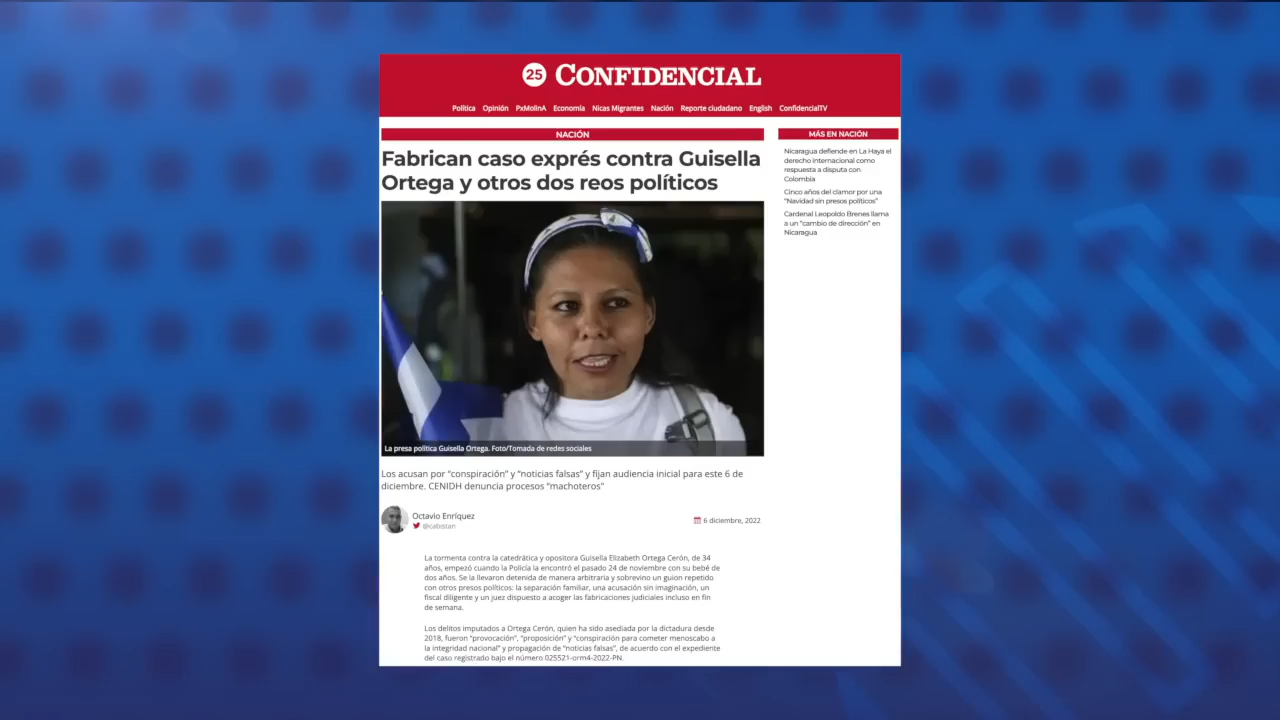 25 CONFIDENCIAL
Política Opinión PxMolinA Economía Nicas Migrantes Nación Reporte ciudadano English ConfidencialTV
NACIÓN
Fabrican caso exprés contra Guisella
Ortega y otros dos reos políticos
La presa política Guisella Ortega. Foto/Tomada de redes sociales
Los acusan por “conspiración” y “noticias falsas” y fijan audiencia inicial para este 6 de
diciembre. CENIDH denuncia procesos “machoteros”
Octavio Enríquez
@cabistan
6 diciembre, 2022
La tormenta contra la catedrática y opositora Guisella Elizabeth Ortega Cerón, de 34
años, empezó cuando la Policía la encontró el pasado 24 de noviembre con su bebé de
dos años. Se la llevaron detenida de manera arbitraria y sobrevino un guion repetido
con otros presos políticos: la separación familiar, una acusación sin imaginación, un
fiscal diligente y un juez dispuesto a acoger las fabricaciones judiciales incluso en fin
de semana.
Los delitos imputados a Ortega Cerón, quien ha sido asediada por la dictadura desde
2018, fueron “provocación”, “proposición” y “conspiración para cometer menoscabo a
la integridad nacional” y propagación de “noticias falsas”, de acuerdo con el expediente
del caso registrado bajo el número 025521-orm4-2022-PN.
MÁS EN NACIÓN
Nicaragua defiende en La Haya el
derecho internacional como
respuesta a disputa con
Colombia
Cinco años del clamor por una
“Navidad sin presos políticos”
Cardenal Leopoldo Brenes llama
a un “cambio de dirección” en
Nicaragua